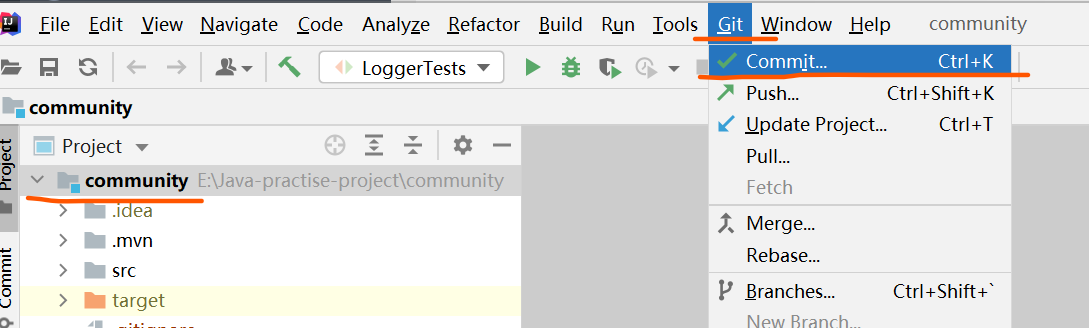 File Edit View Navigate Code Analyze Refactor Build Run Tools Git Window Help community
LoggerTests
Commit... Ctrl+K
Push... Ctrl+Shift+K
community
Update Project... Ctrl+T
Project
Project
Pull...
community E:\Java-practise-project\community
Fetch
.idea
Merge...
.mvn
Rebase...
src
Commit
Branches... Ctrl+Shift+`
target
New Branch...
.gitignore